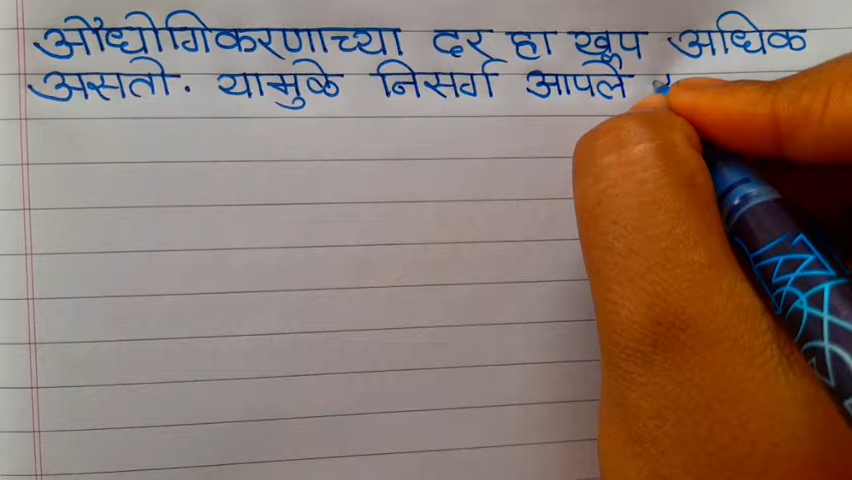 औद्योगिकरणाच्या दर हा खूप अधिक
असतो. यामुळे निसर्ग आपले